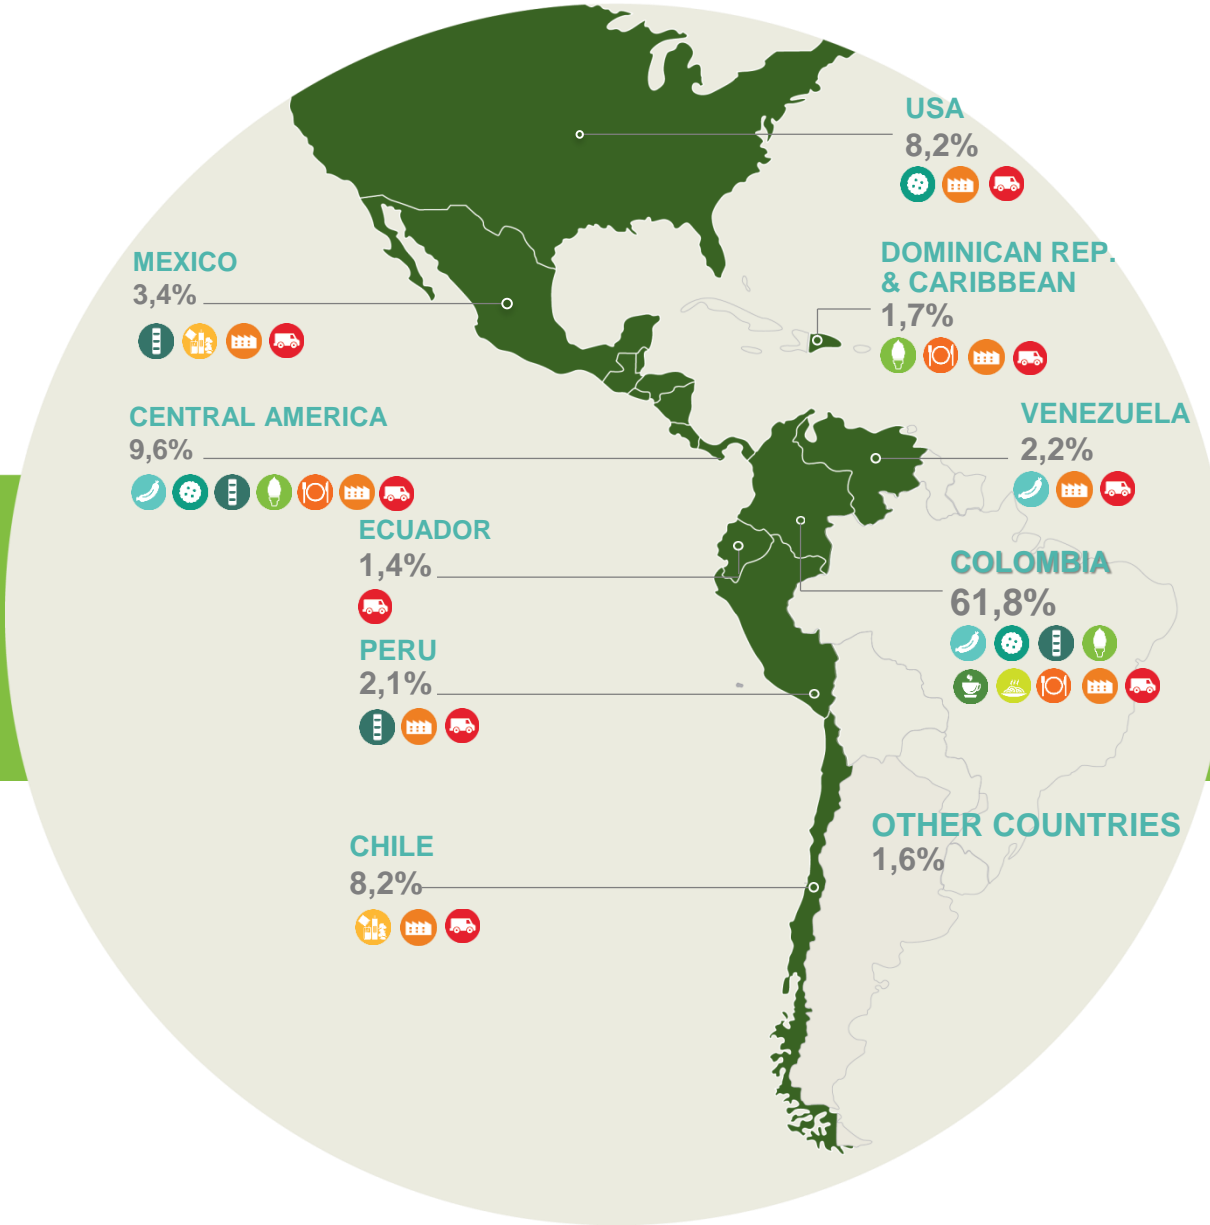 USA
8,2%
MEXICO
3,4%
DOMINICAN REP.
& CARIBBEAN
1,7%
CENTRAL AMERICA
9,6%
VENEZUELA
2,2%
ECUADOR
1,4%
COLOMBIA
61,8%
PERU
2,1%
OTHER COUNTRIES
1,6%
CHILE
8,2%